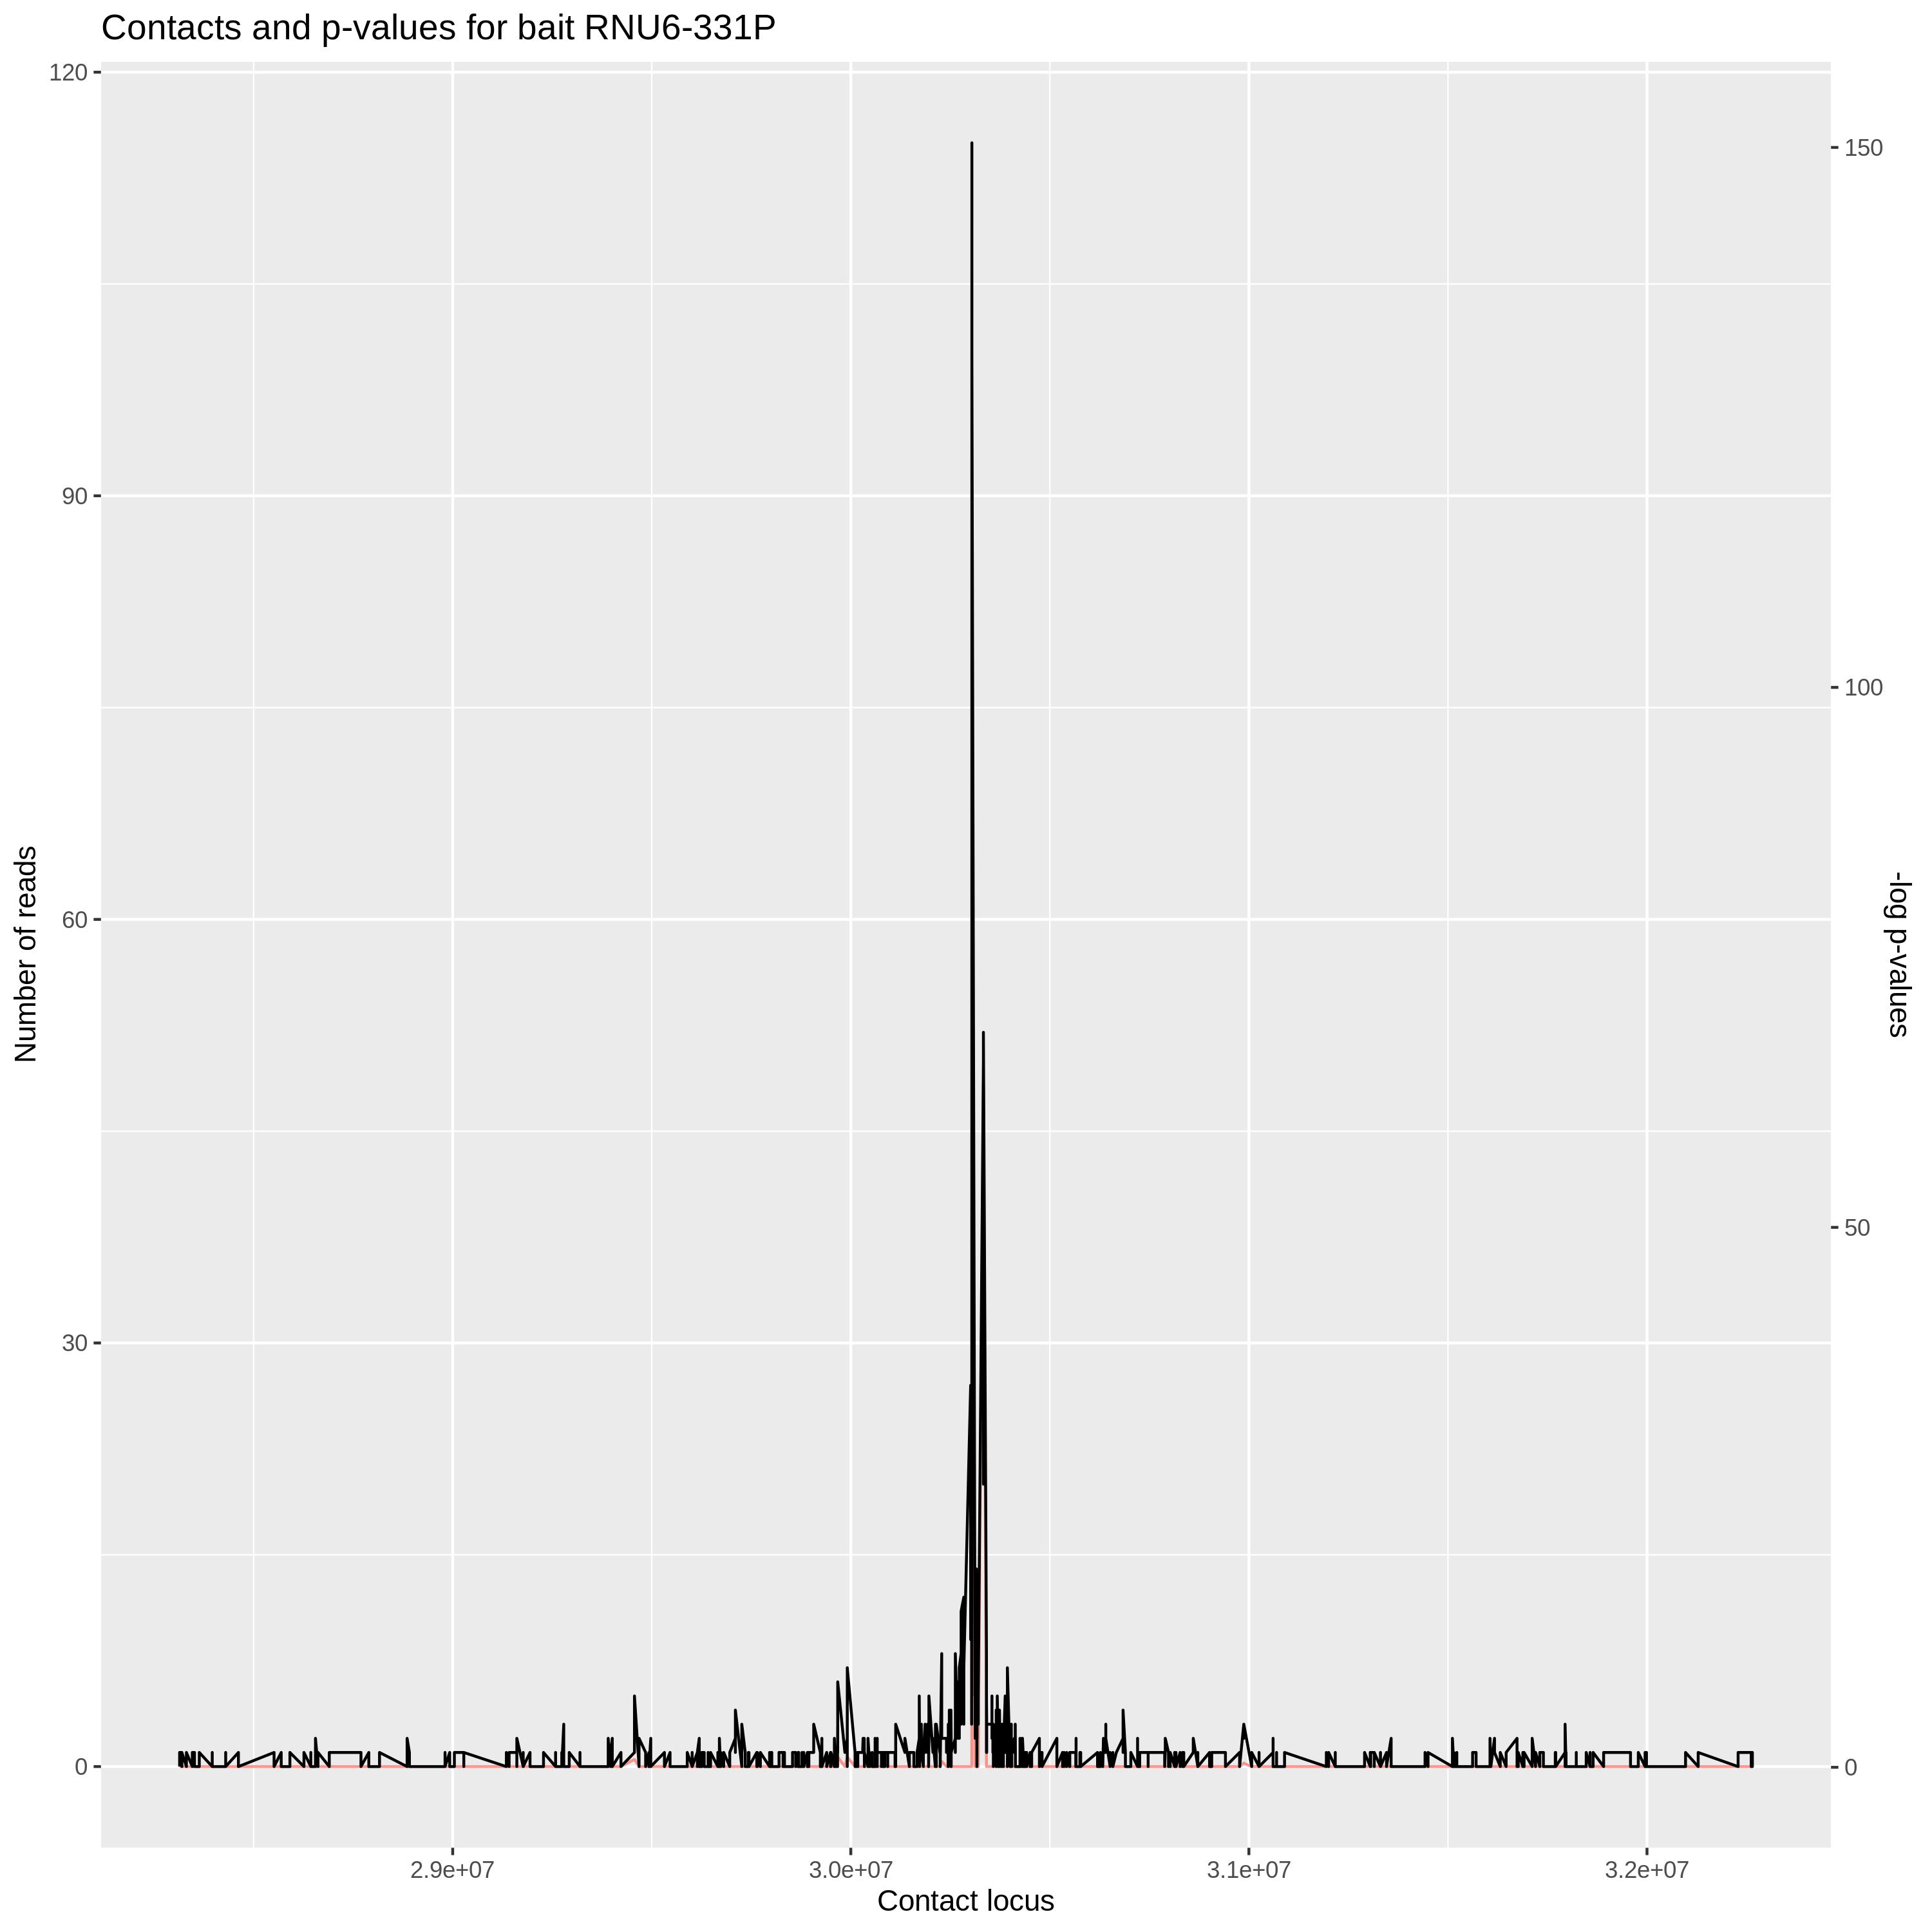 Contacts and p-values for bait RNU6-331P
120
90
60
30
0
Number of reads
150
100
50
0
-log p-values
2.9e+07
3.0e+07
3.1e+07
3.2e+07
Contact locus